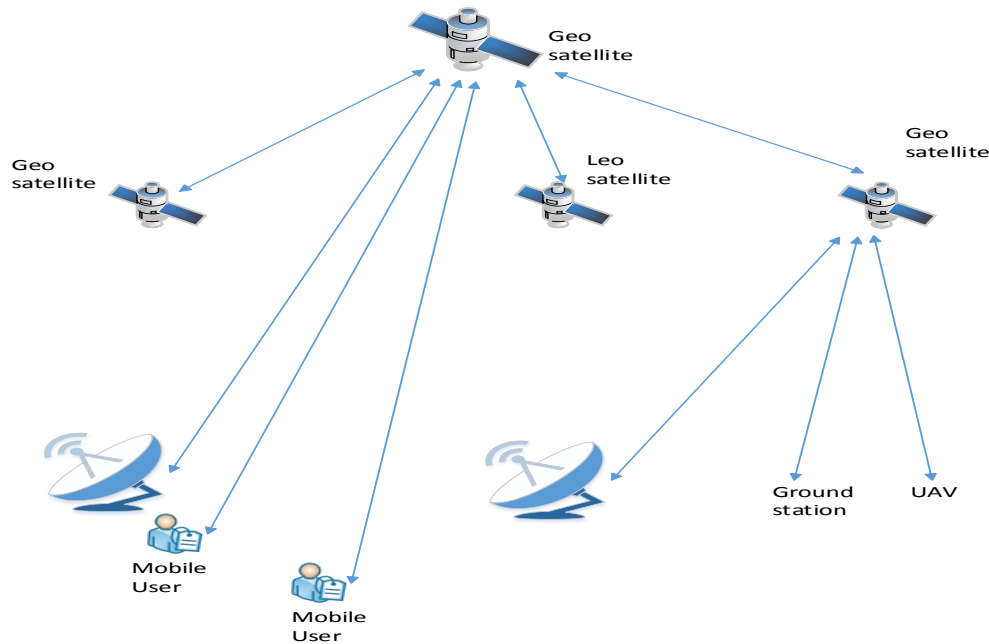 Geo
satellite
Geo
satellite
Leo
satellite
Geo
satellite
Ground
station
UAV
Mobile
User
Mobile
User